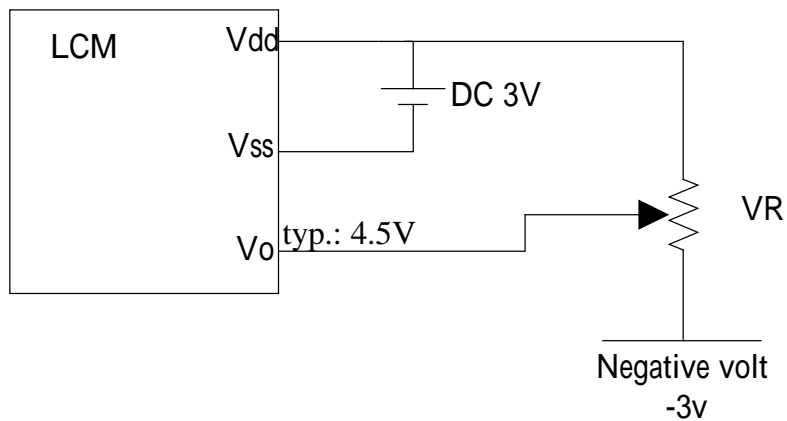 LCM
Vdd
DC 3V
Vss
VR
typ.: 4.5V
Vo
Negative volt
-3v